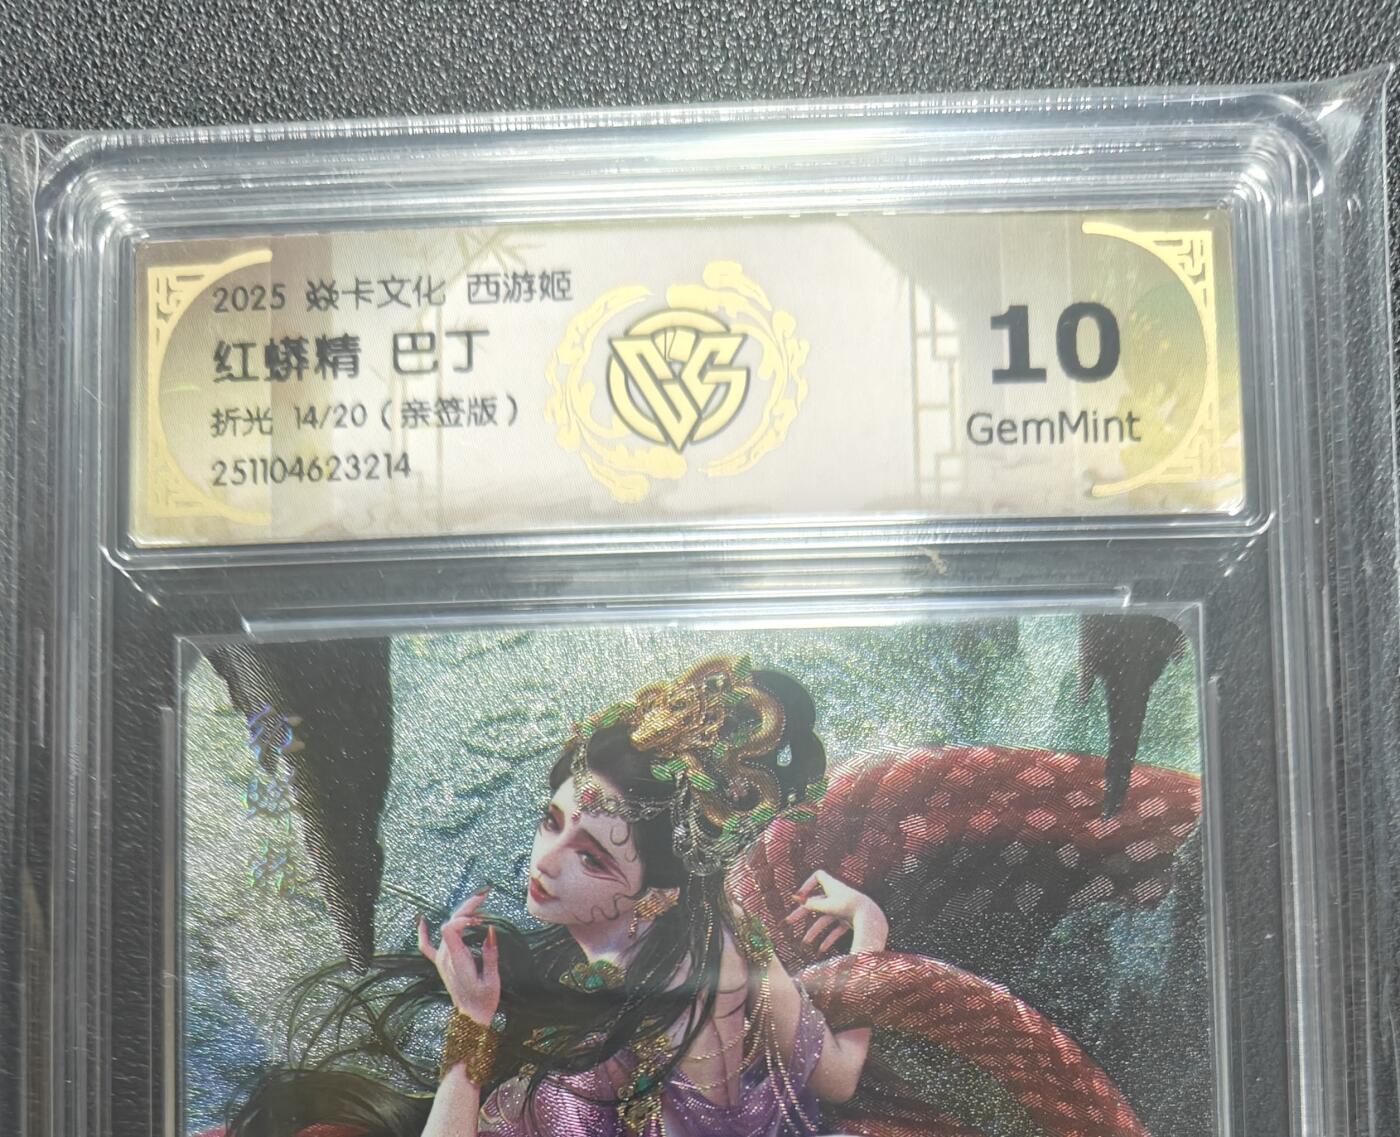 2025 焱卡文化 西游姬
红蟒精 巴丁
折光 14/20（亲签版）
251104623214
10
GemMint